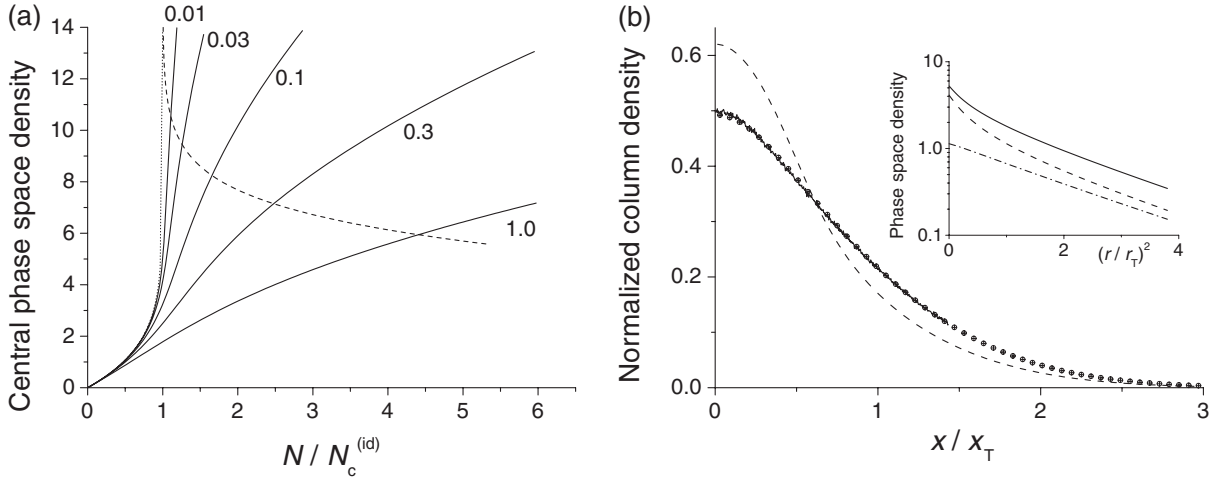 (a)
Central phase space density
14
12
10
8
6
4
2
0
0.01
0.03
0.1
0.3
1.0
0 1 2 3 4 5 6
N / N_c^(id)
(b)
Normalized column density
0.6
0.4
0.2
0.0
0 1 2 3
x / x_T
Phase space density
10
1.0
0.1
0 2 4
(r / r_T)^2